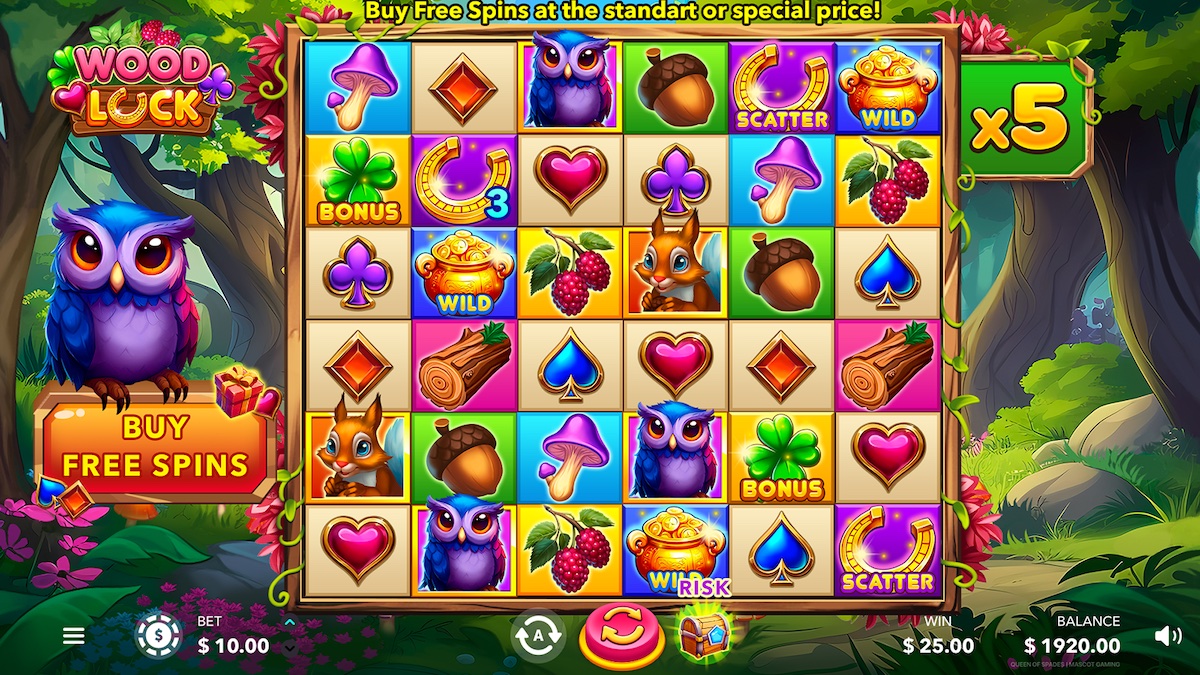 Buy Free Spins at the standart or special price!
WOOD
LUCK
x5
SCATTER
WILD
BONUS
3
WILD
BUY
FREE SPINS
BONUS
WILD
SCATTER
RISK
BET
$ 10.00
$
A
WIN
$ 25.00
BALANCE
$ 1920.00
QUEEN OF SPADES | MASCOT GAMING